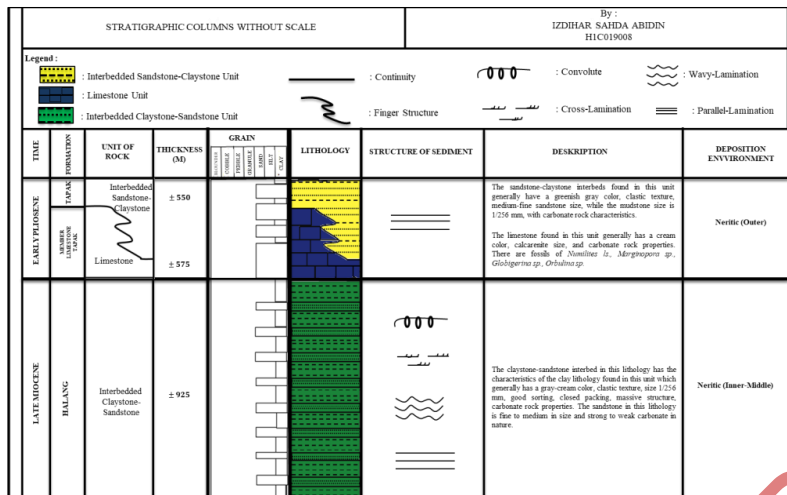 STRATIGRAPHIC COLUMNS WITHOUT SCALE
By :
IZDIHAR SAHDA ABIDIN
H1C019008
Legend :
: Interbedded Sandstone-Claystone Unit
: Limestone Unit
: Interbedded Claystone-Sandstone Unit
: Continuity
: Finger Structure
: Convolute
: Cross-Lamination
: Wavy-Lamination
: Parallel-Lamination
TIME
FORMATION
UNIT OF
ROCK
THICKNESS
(M)
GRAIN
COBBLE
PEBBLE
GRANULE
SAND
SILT
CLAY
LITHOLOGY
STRUCTURE OF SEDIMENT
DESKRIPTION
DEPOSITION
ENVVIRONMENT
EARLY PLIOSENE
TAPAK
MEMBER
LIMESTONE
TAPAK
Interbedded
Sandstone-
Claystone
Limestone
± 550
± 575
The sandstone-claystone interbeds found in this unit
generally have a greenish gray color, clastic texture,
medium-fine sandstone size, while the mudstone size is
1/256 mm, with carbonate rock characteristics.
The limestone found in this unit generally has a cream
color, calcarenite size, and carbonate rock properties.
There are fossils of Numilites ls., Marginopora sp.,
Globigerina sp., Orbulina sp.
Neritic (Outer)
LATE MIOCENE
HALANG
Interbedded
Claystone-
Sandstone
± 925
The claystone-sandstone interbed in this lithology has the
characteristics of the clay lithology found in this unit which
generally has a gray-cream color, clastic texture, size 1/256
mm, good sorting, closed packing, massive structure,
carbonate rock properties. The sandstone in this lithology
is fine to medium in size and strong to weak carbonate in
nature.
Neritic (Inner-Middle)